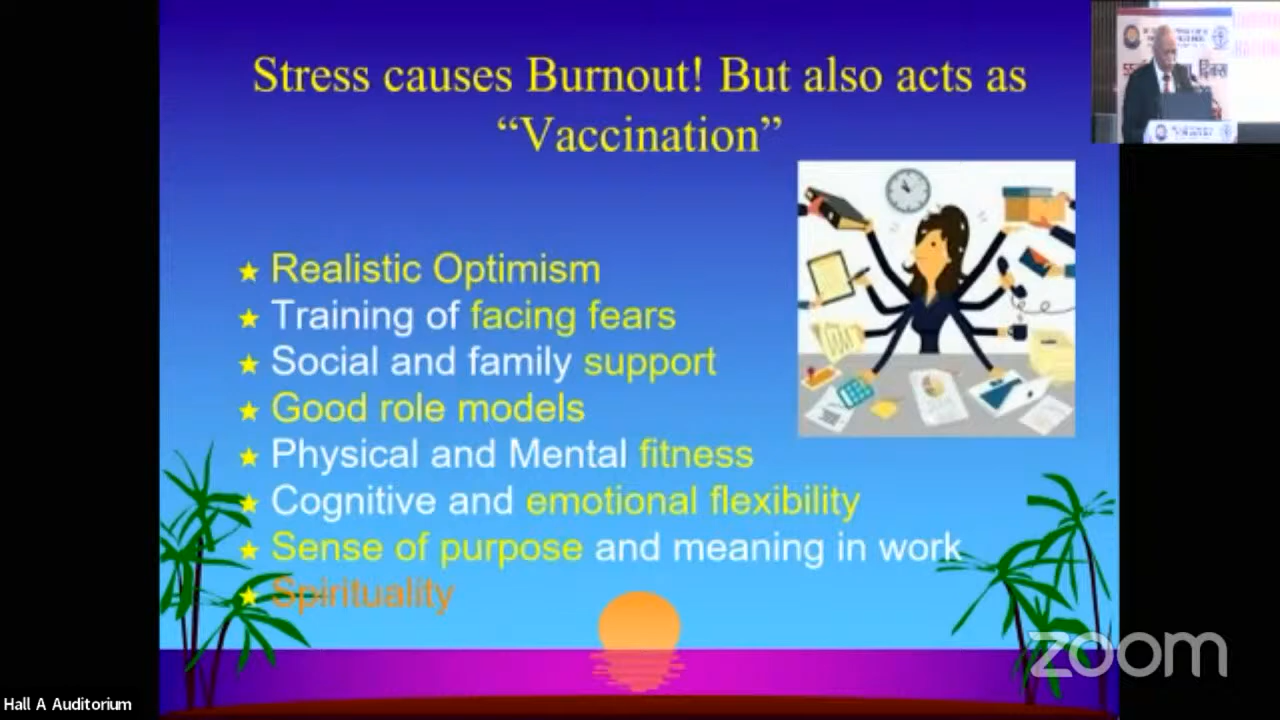 Stress causes Burnout! But also acts as
“Vaccination”
★ Realistic Optimism
★ Training of facing fears
★ Social and family support
★ Good role models
★ Physical and Mental fitness
★ Cognitive and emotional flexibility
★ Sense of purpose and meaning in work
★ Spirituality
zoom
Hall A Auditorium
दिवस